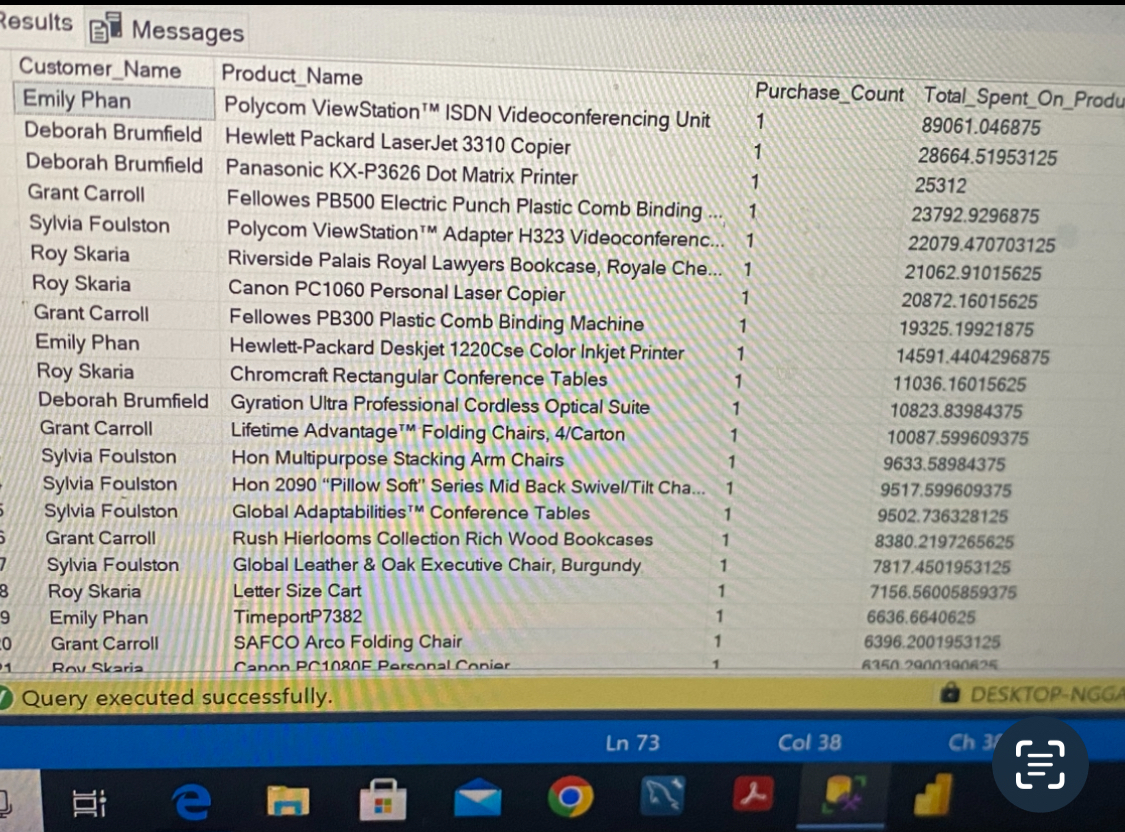 Results Messages
Customer_Name Product_Name Purchase_Count Total_Spent_On_Produ
Emily Phan Polycom ViewStation™ ISDN Videoconferencing Unit 1 89061.046875
Deborah Brumfield Hewlett Packard LaserJet 3310 Copier 1 28664.51953125
Deborah Brumfield Panasonic KX-P3626 Dot Matrix Printer 1 25312
Grant Carroll Fellowes PB500 Electric Punch Plastic Comb Binding ... 1 23792.9296875
Sylvia Foulston Polycom ViewStation™ Adapter H323 Videoconferenc... 1 22079.470703125
Roy Skaria Riverside Palais Royal Lawyers Bookcase, Royale Che... 1 21062.91015625
Roy Skaria Canon PC1060 Personal Laser Copier 1 20872.16015625
Grant Carroll Fellowes PB300 Plastic Comb Binding Machine 1 19325.19921875
Emily Phan Hewlett-Packard Deskjet 1220Cse Color Inkjet Printer 1 14591.4404296875
Roy Skaria Chromcraft Rectangular Conference Tables 1 11036.16015625
Deborah Brumfield Gyration Ultra Professional Cordless Optical Suite 1 10823.83984375
Grant Carroll Lifetime Advantage™ Folding Chairs, 4/Carton 1 10087.599609375
Sylvia Foulston Hon Multipurpose Stacking Arm Chairs 1 9633.58984375
Sylvia Foulston Hon 2090 “Pillow Soft” Series Mid Back Swivel/Tilt Cha... 1 9517.599609375
5 Sylvia Foulston Global Adaptabilities™ Conference Tables 1 9502.736328125
6 Grant Carroll Rush Hierlooms Collection Rich Wood Bookcases 1 8380.2197265625
7 Sylvia Foulston Global Leather & Oak Executive Chair, Burgundy 1 7817.4501953125
8 Roy Skaria Letter Size Cart 1 7156.56005859375
9 Emily Phan TimeportP7382 1 6636.6640625
0 Grant Carroll SAFCO Arco Folding Chair 1 6396.2001953125
1 Roy Skaria Canon PC1080F Personal Copier 1
Query executed successfully. DESKTOP-NGGA
Ln 73 Col 38 Ch